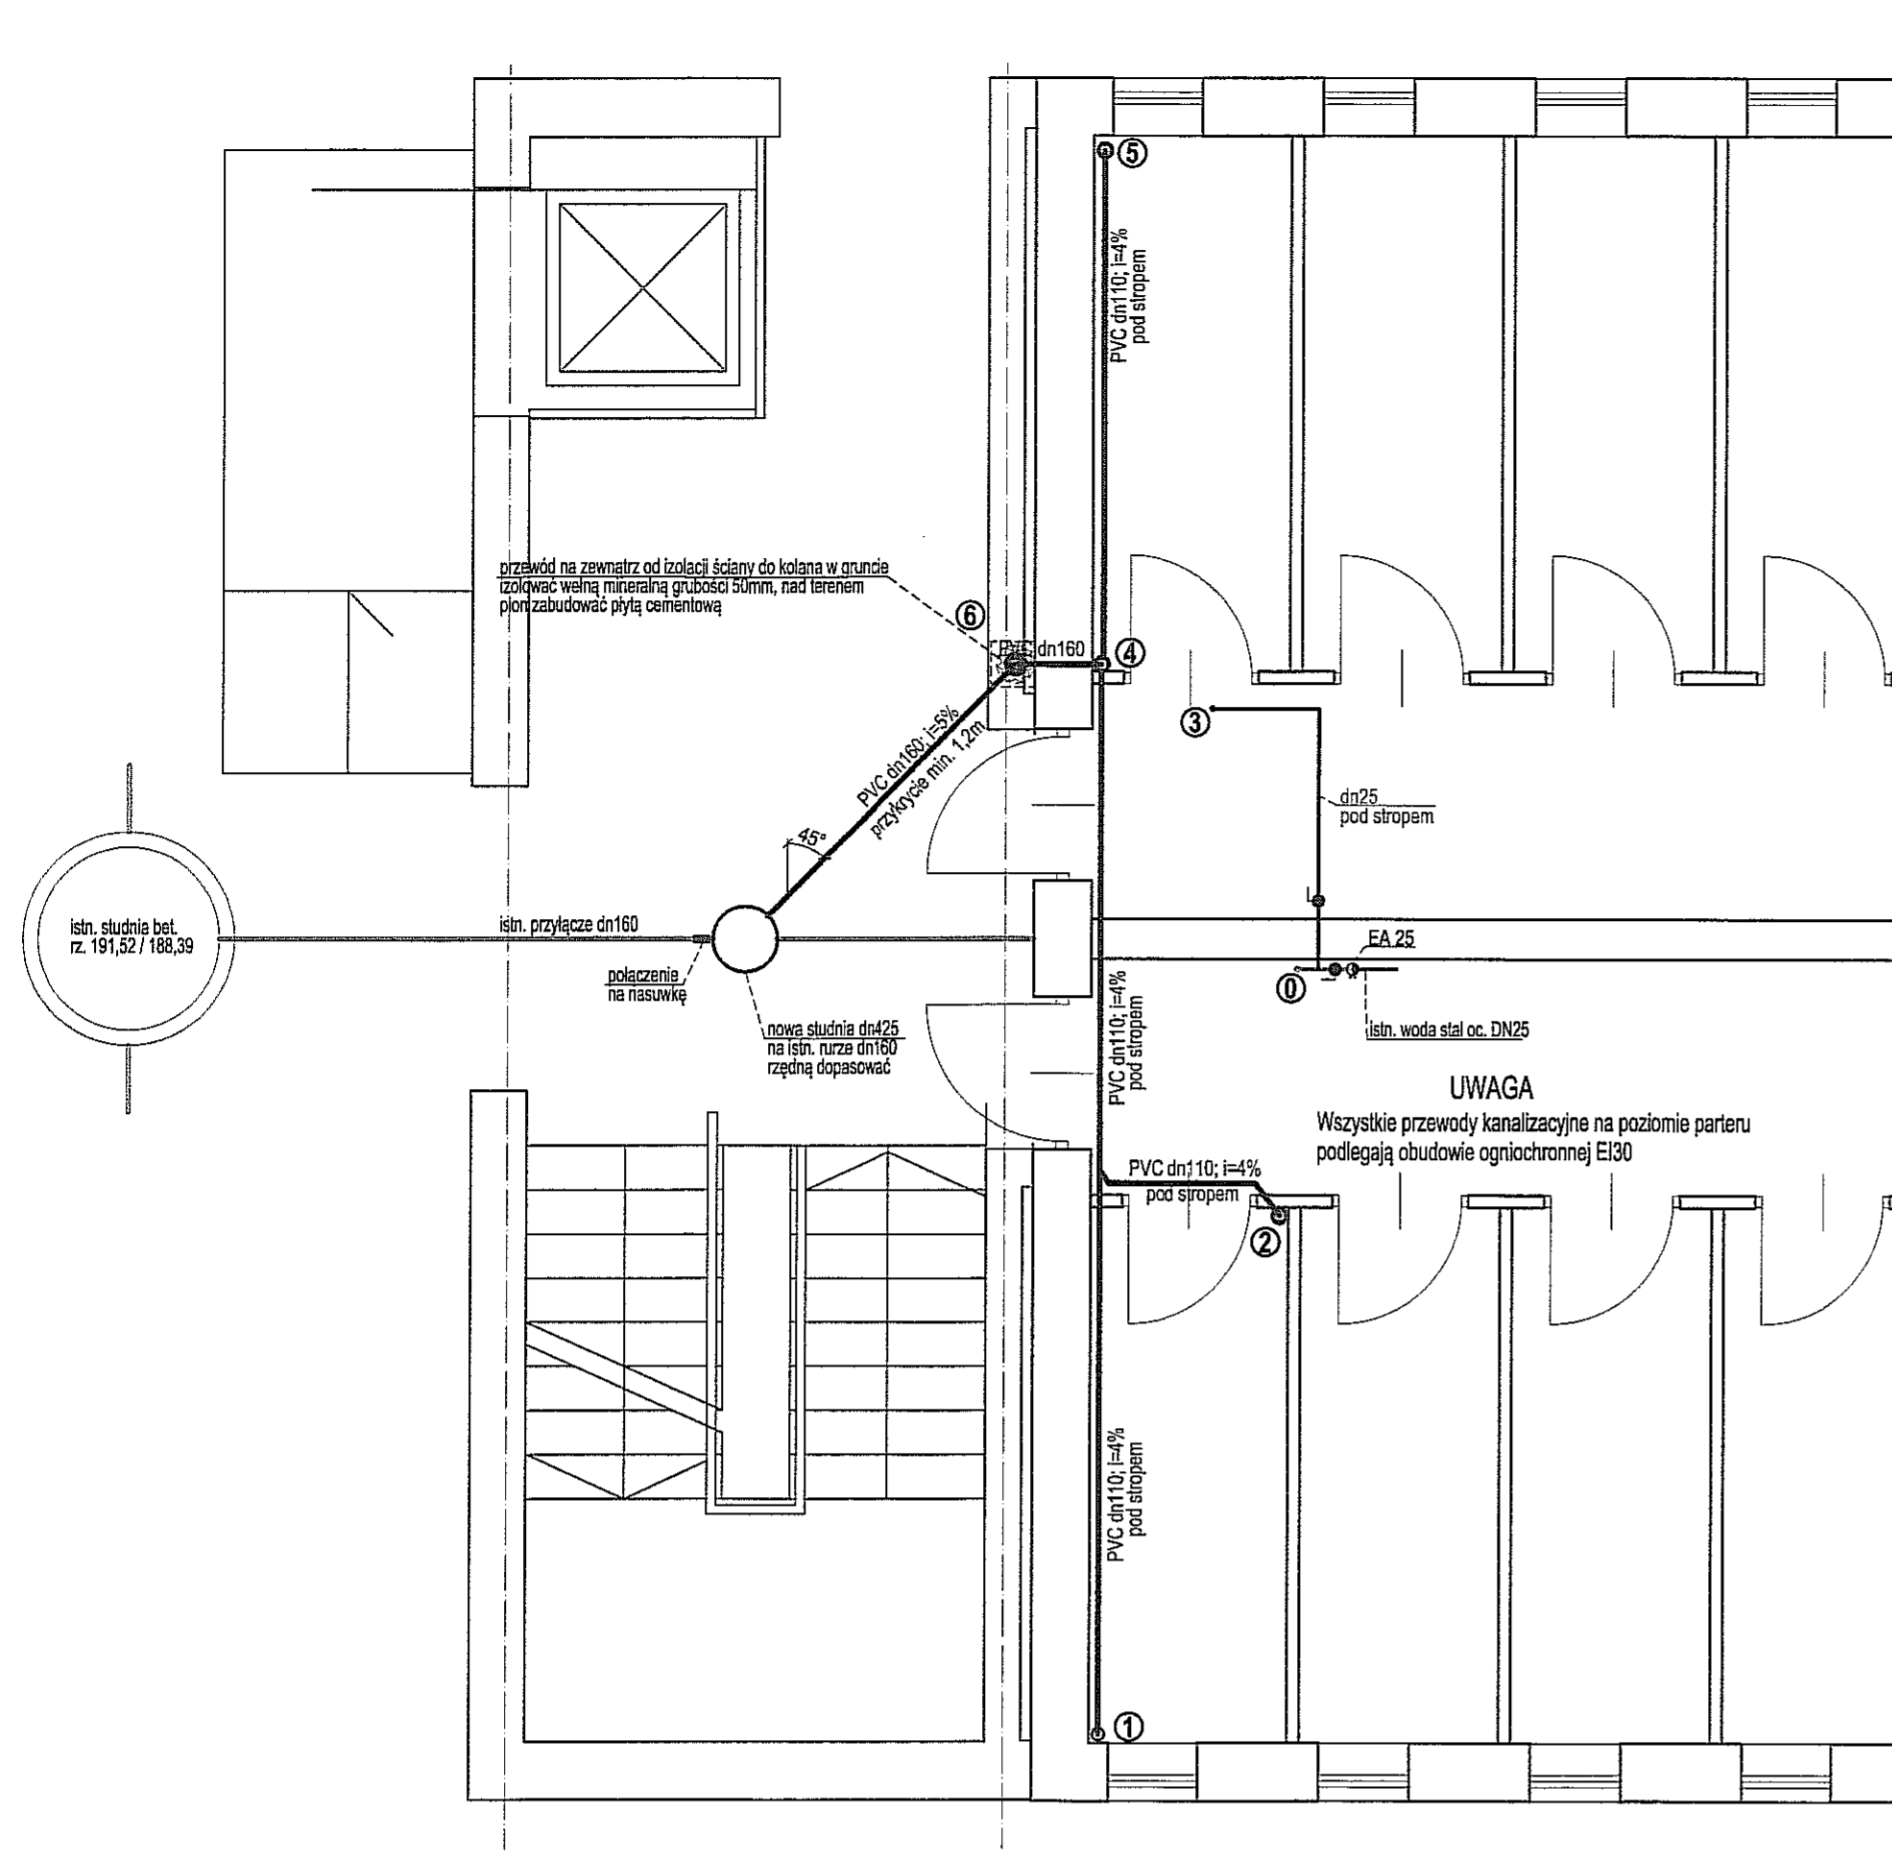 5
PVC dn110; i=4%
pod stropem
przewód na zewnątrz od izolacji ściany do kolana w gruncie
izolować wełną mineralną grubości 50mm, nad terenem
pion zabudować płytą cementową
6
PVC dn160
4
3
PVC dn160; i=5%
przykrycie min. 1,2m
45°
dn25
pod stropem
istn. studnia bet.
rz. 191,52 / 188,39
istn. przyłącze dn160
połączenie
na nasuwkę
EA 25
0
nowa studnia dn425
na istn. rurze dn160
rzędną dopasować
PVC dn110; i=4%
pod stropem
istn. woda stal oc. DN25
UWAGA
Wszystkie przewody kanalizacyjne na poziomie parteru
podlegają obudowie ogniochronnej EI30
PVC dn110; i=4%
pod stropem
2
PVC dn110; i=4%
pod stropem
1